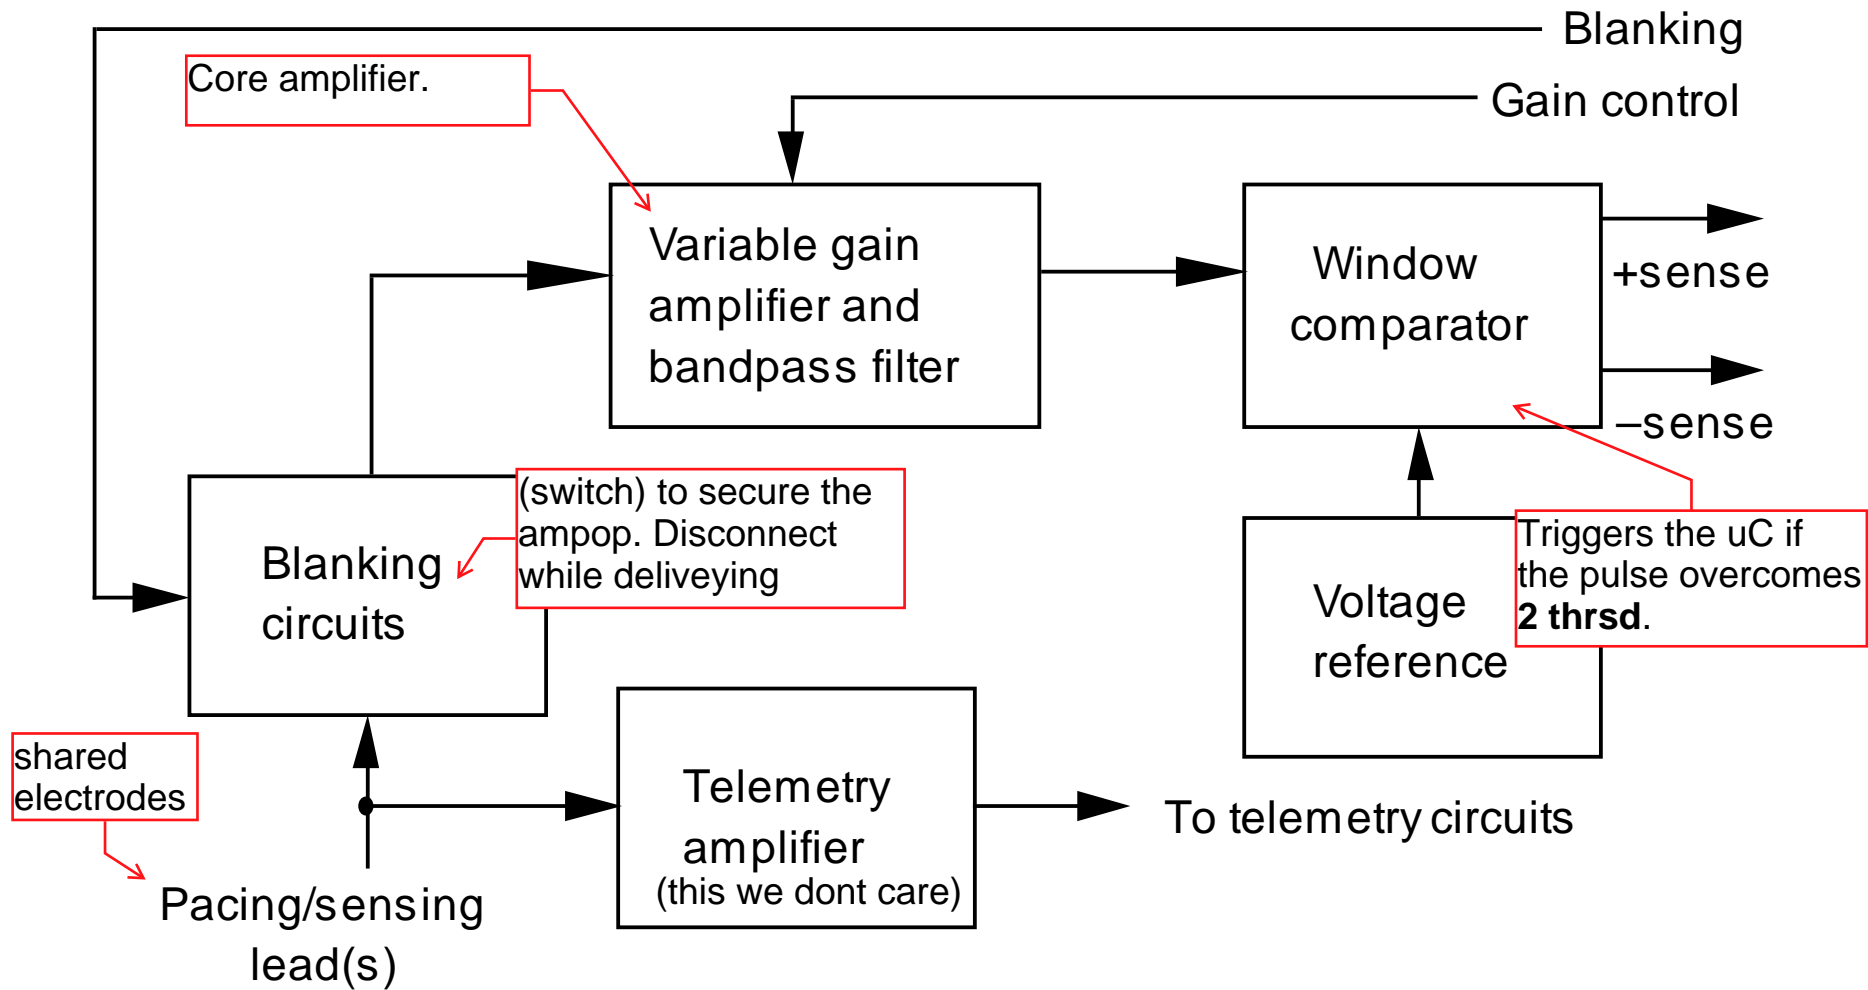 Blanking
Core amplifier.
Gain control
Variable gain
amplifier and
bandpass filter
Window
comparator
+sense
–sense
(switch) to secure the
ampop. Disconnect
while deliveying
Blanking
circuits
Triggers the uC if
the pulse overcomes
2 thrsd.
Voltage
reference
shared
electrodes
Telemetry
amplifier
(this we dont care)
To telemetry circuits
Pacing/sensing
lead(s)